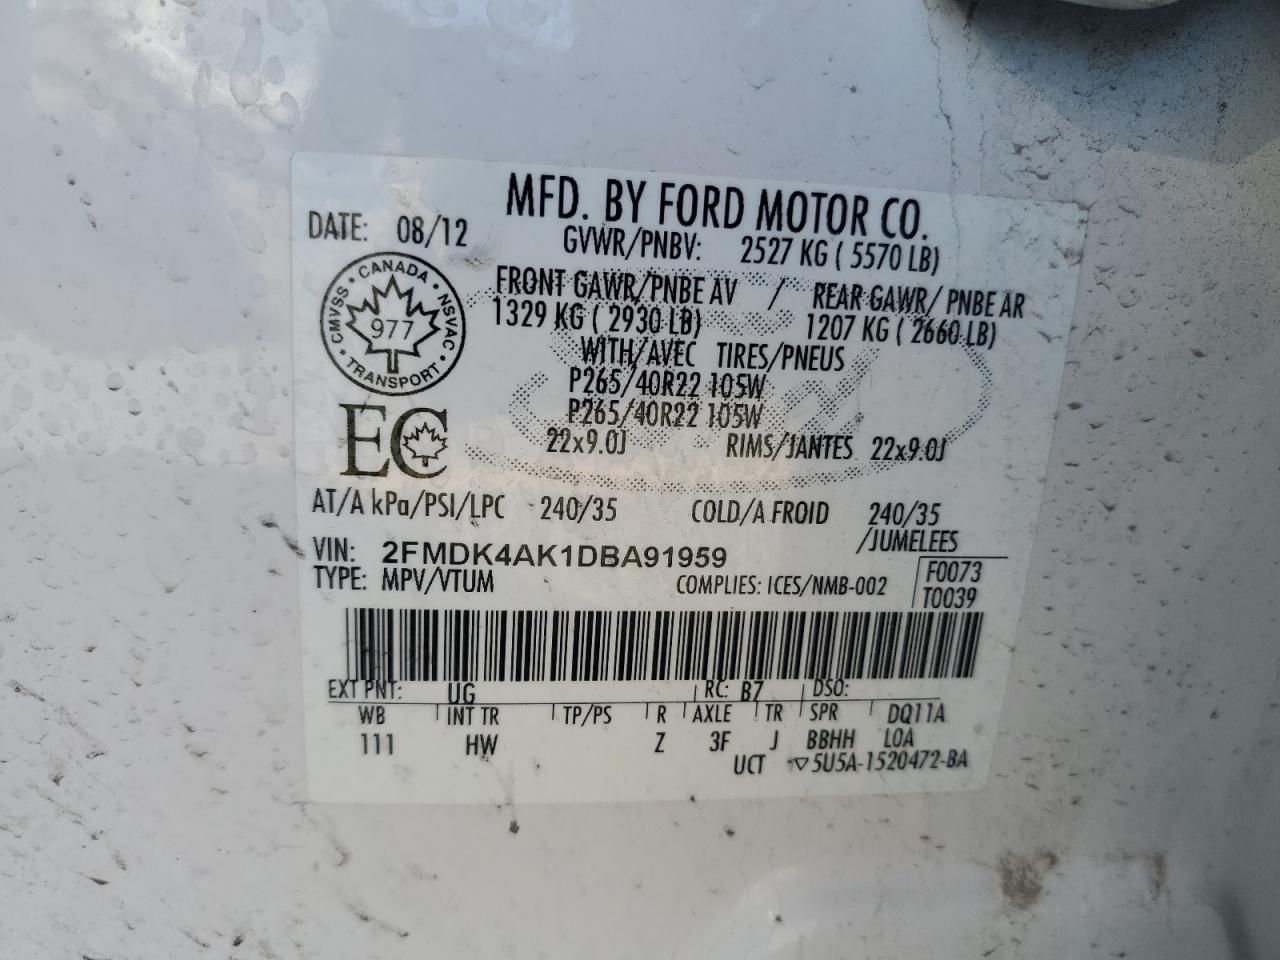 MFD. BY FORD MOTOR CO.
DATE: 08/12
GVWR/PNBV: 2527 KG ( 5570 LB)
FRONT GAWR/PNBE AV / REAR GAWR/ PNBE AR
1329 KG ( 2930 LB) 1207 KG ( 2660 LB)
WITH/AVEC TIRES/PNEUS
P265/40R22 105W
P265/40R22 105W
22x9.0J RIMS/JANTES 22x9.0J
CMVSS · CANADA · NSVAC · TRANSPORT ·
977
EC
AT/A kPa/PSI/LPC 240/35 COLD/A FROID 240/35
/JUMELEES
VIN: 2FMDK4AK1DBA91959
TYPE: MPV/VTUM COMPLIES: ICES/NMB-002
F0073
T0039
EXT PNT: UG RC: B7 DSO:
WB INT TR TP/PS R AXLE TR SPR DQ11A
111 HW Z 3F J BBHH LOA
UCT ▽5U5A-1520472-BA